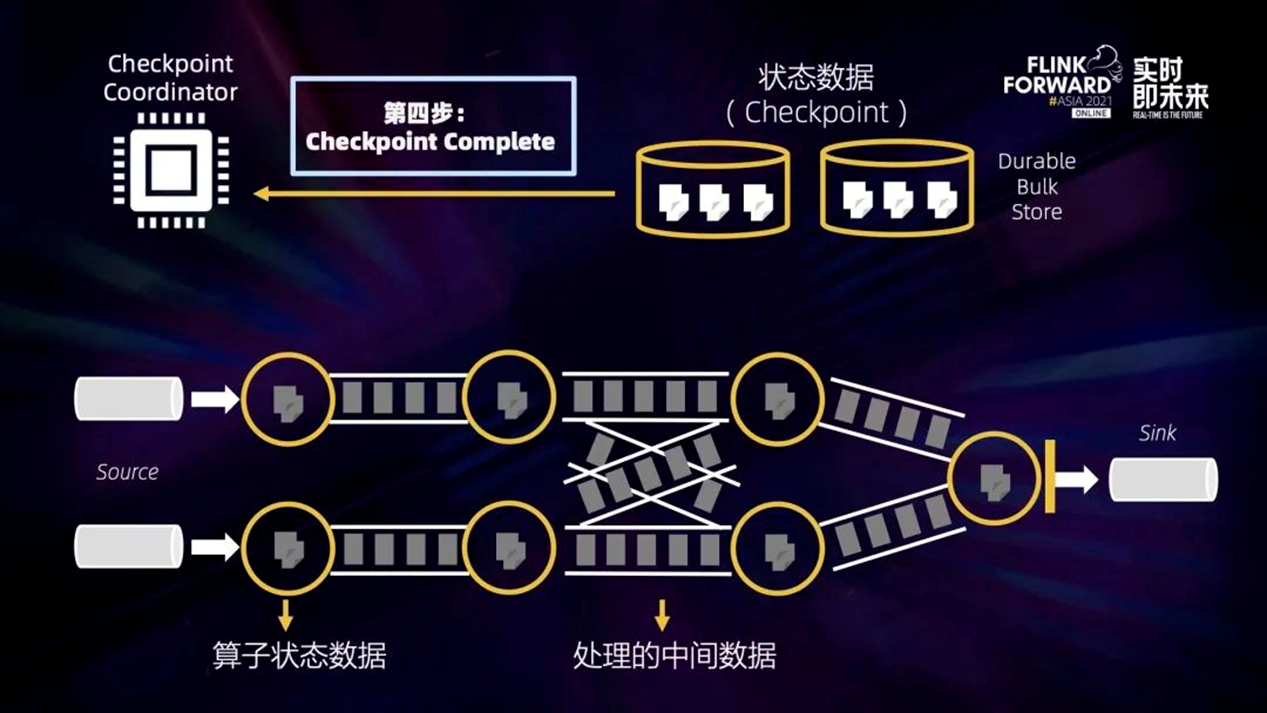 Checkpoint
Coordinator
第四步：
Checkpoint Complete
状态数据
( Checkpoint )
Durable
Bulk
Store
FLINK
FORWARD
#ASIA 2021
ONLINE
实时
即未来
REAL-TIME IS THE FUTURE
Source
Sink
算子状态数据
处理的中间数据